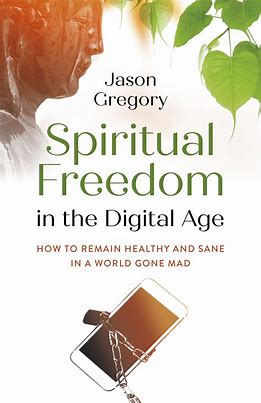 Jason
Gregory
Spiritual
Freedom
in the Digital Age
HOW TO REMAIN HEALTHY AND SANE
IN A WORLD GONE MAD